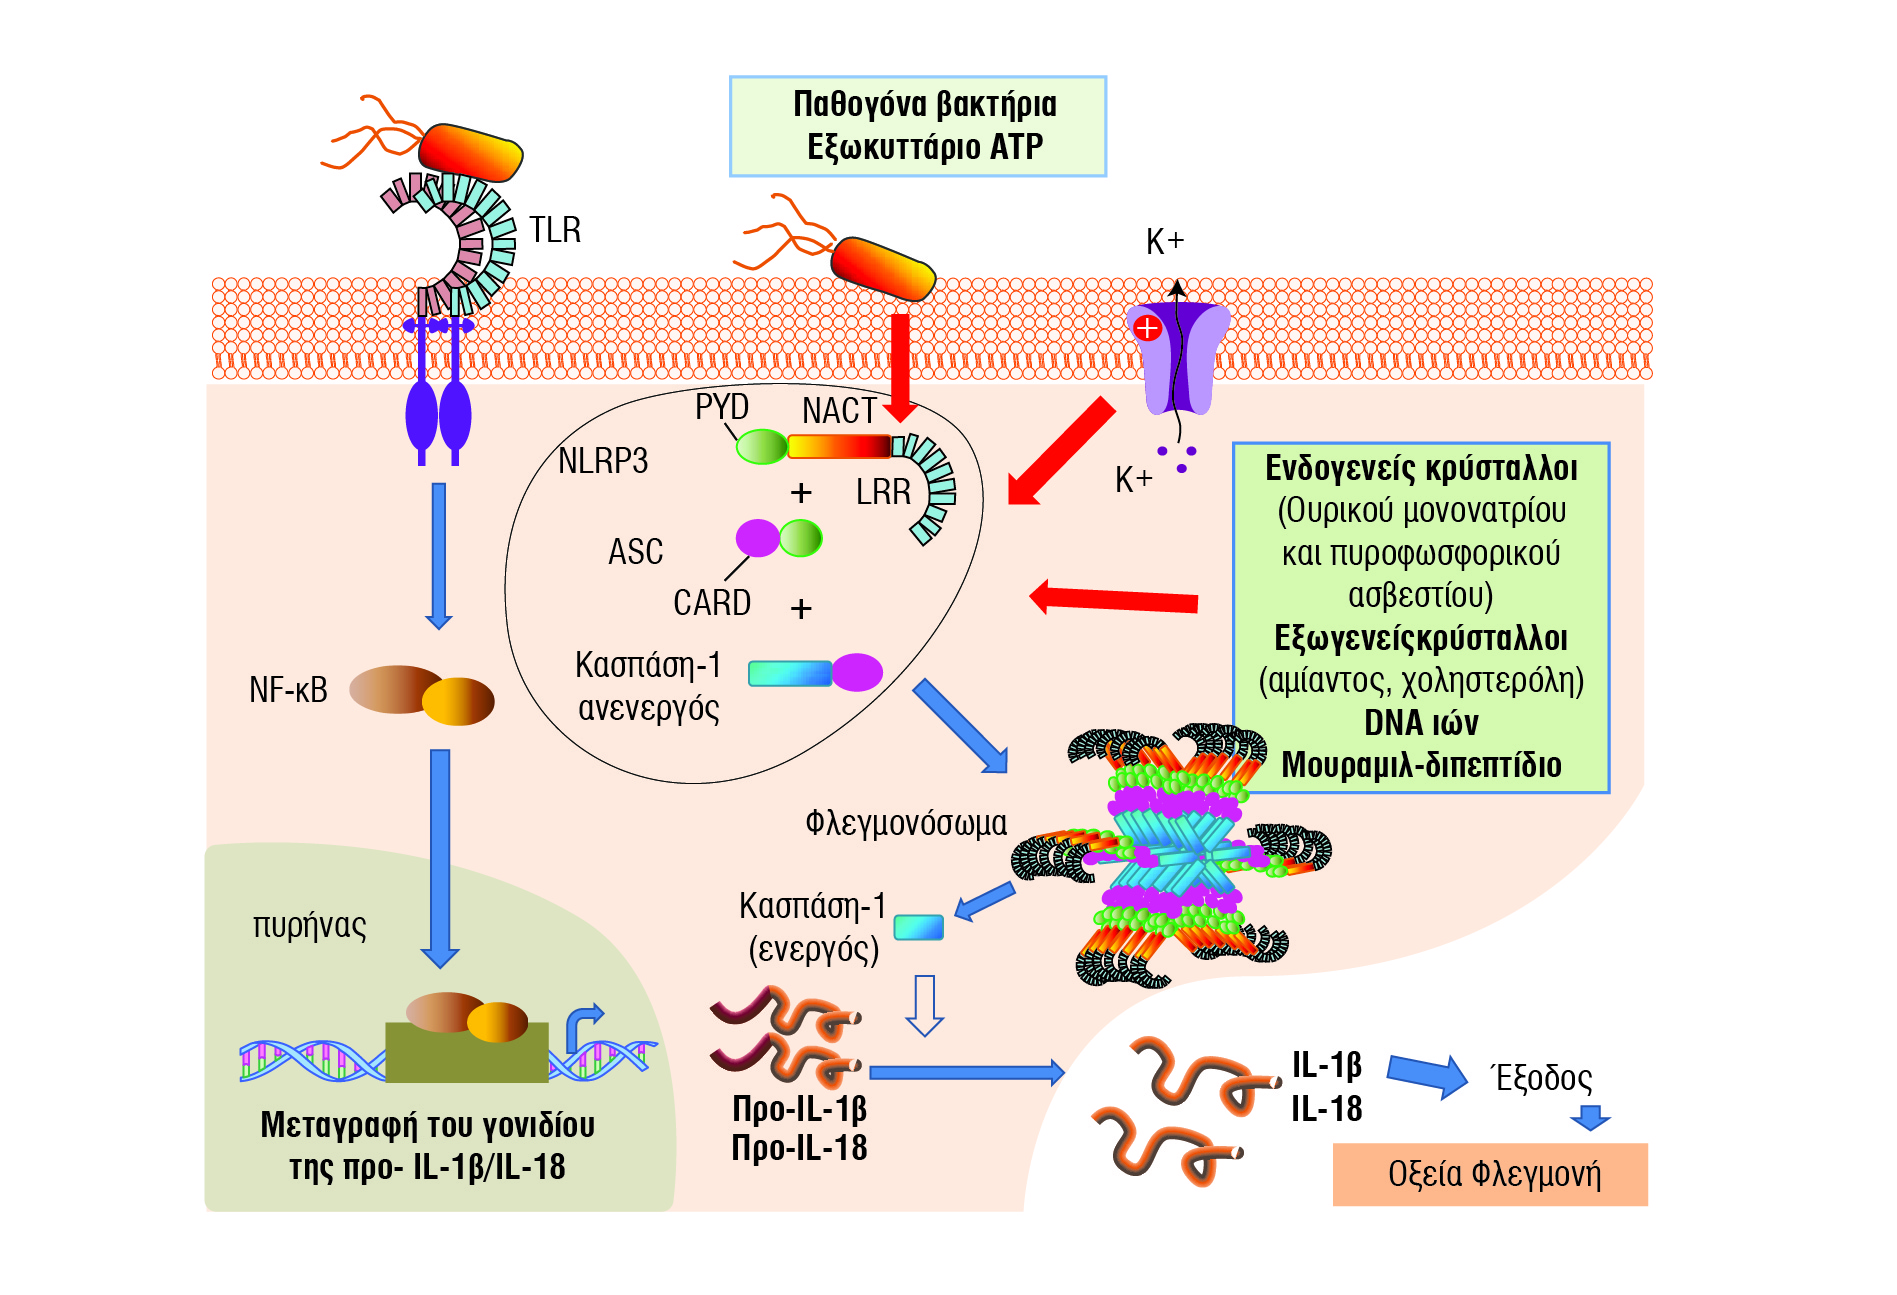 Παθογόνα βακτήρια
Εξωκυττάριο ATP
TLR
K+
PYD
NACT
NLRP3
LRR
K+
ASC
CARD
+
+
Κασπάση-1
ανενεργός
Ενδογενείς κρύσταλλοι
(Ουρικού μονονατρίου
και πυροφωσφορικού
ασβεστίου)
Εξωγενείςκρύσταλλοι
(αμίαντος, χοληστερόλη)
DNA ιών
Μουραμιλ-διπεπτίδιο
NF-κB
Φλεγμονόσωμα
Κασπάση-1
(ενεργός)
πυρήνας
Μεταγραφή του γονιδίου
της προ- IL-1β/IL-18
Προ-IL-1β
Προ-IL-18
IL-1β
IL-18
Έξοδος
Οξεία Φλεγμονή